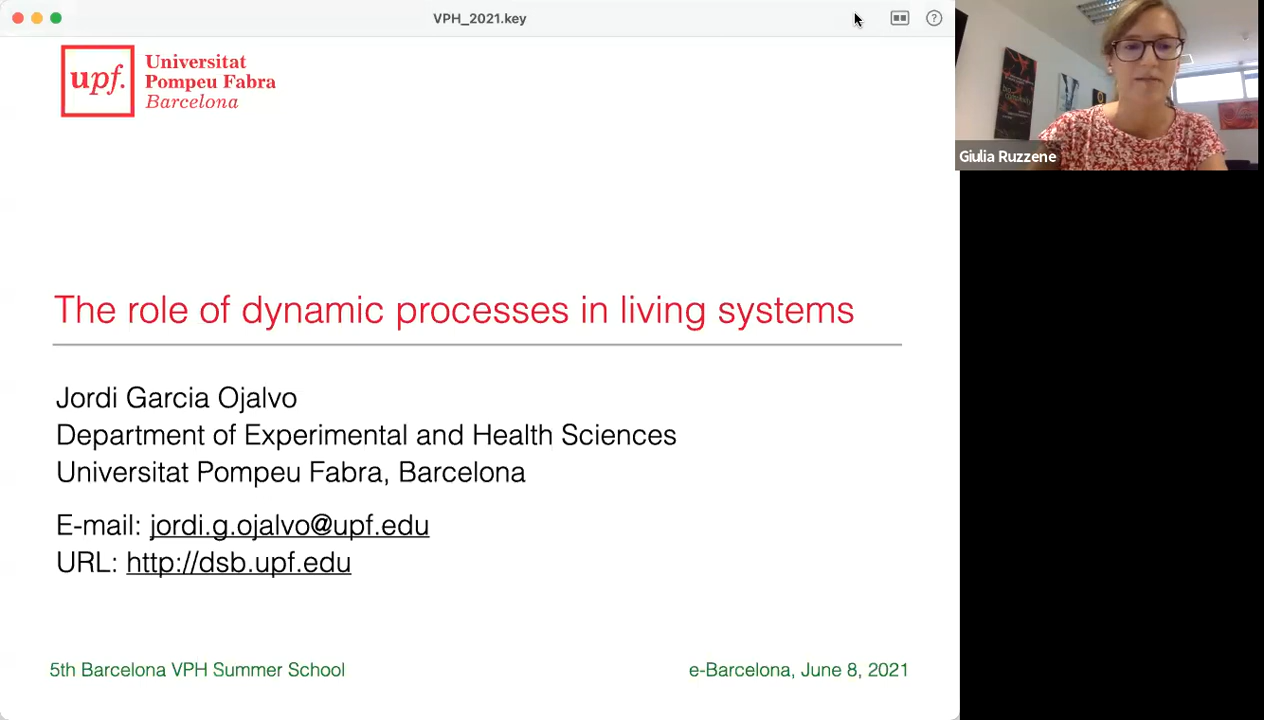 VPH_2021.key
upf.
Universitat
Pompeu Fabra
Barcelona
Giulia Ruzzene
The role of dynamic processes in living systems
Jordi Garcia Ojalvo
Department of Experimental and Health Sciences
Universitat Pompeu Fabra, Barcelona
E-mail: jordi.g.ojalvo@upf.edu
URL: http://dsb.upf.edu
5th Barcelona VPH Summer School
e-Barcelona, June 8, 2021